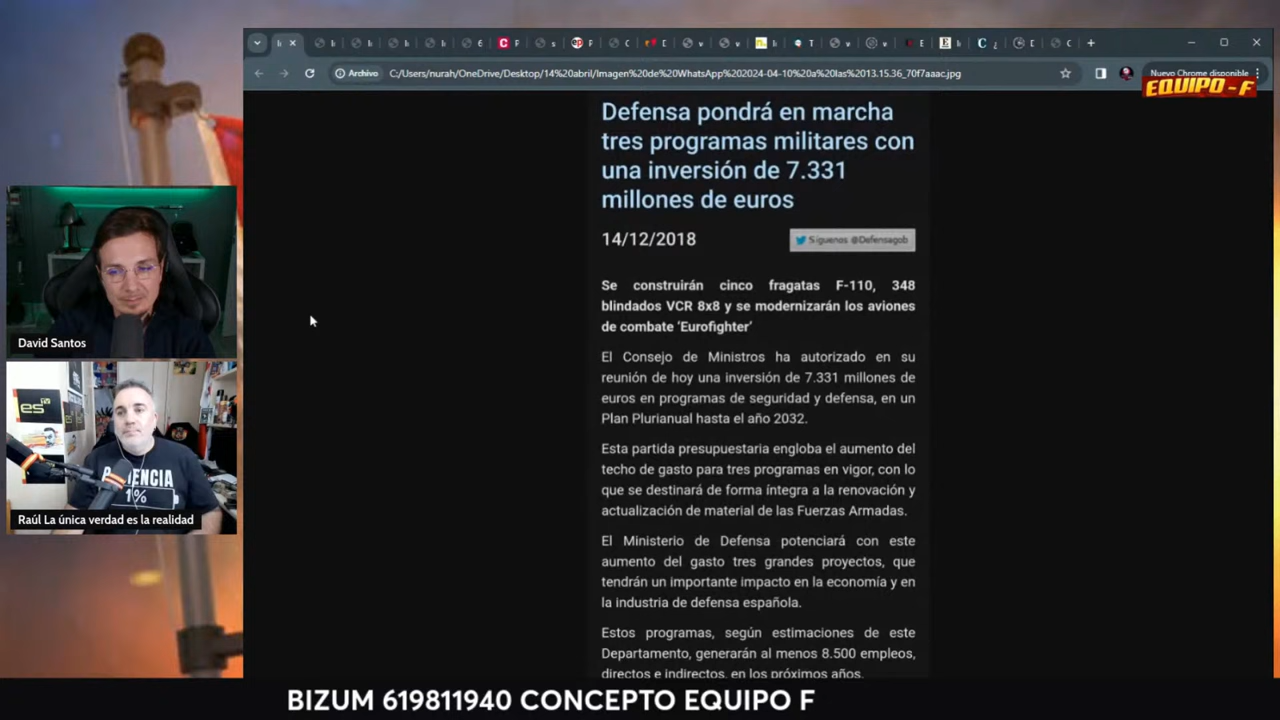 Archivo
C:/Users/nurah/OneDrive/Desktop/14%20abril/Imagen%20de%20WhatsApp%202024-04-10%20a%20las%2013.15.36_70f7aaac.jpg
Nuevo Chrome disponible
EQUIPO-F
Defensa pondrá en marcha
tres programas militares con
una inversión de 7.331
millones de euros
14/12/2018
Síguenos @Defensagob
Se construirán cinco fragatas F-110, 348
blindados VCR 8x8 y se modernizarán los aviones
de combate ‘Eurofighter’
El Consejo de Ministros ha autorizado en su
reunión de hoy una inversión de 7.331 millones de
euros en programas de seguridad y defensa, en un
Plan Plurianual hasta el año 2032.
Esta partida presupuestaria engloba el aumento del
techo de gasto para tres programas en vigor, con lo
que se destinará de forma íntegra a la renovación y
actualización de material de las Fuerzas Armadas.
El Ministerio de Defensa potenciará con este
aumento del gasto tres grandes proyectos, que
tendrán un importante impacto en la economía y en
la industria de defensa española.
Estos programas, según estimaciones de este
Departamento, generarán al menos 8.500 empleos,
directos e indirectos, en los próximos años.
David Santos
es
1%
Raúl La única verdad es la realidad
BIZUM 619811940 CONCEPTO EQUIPO F